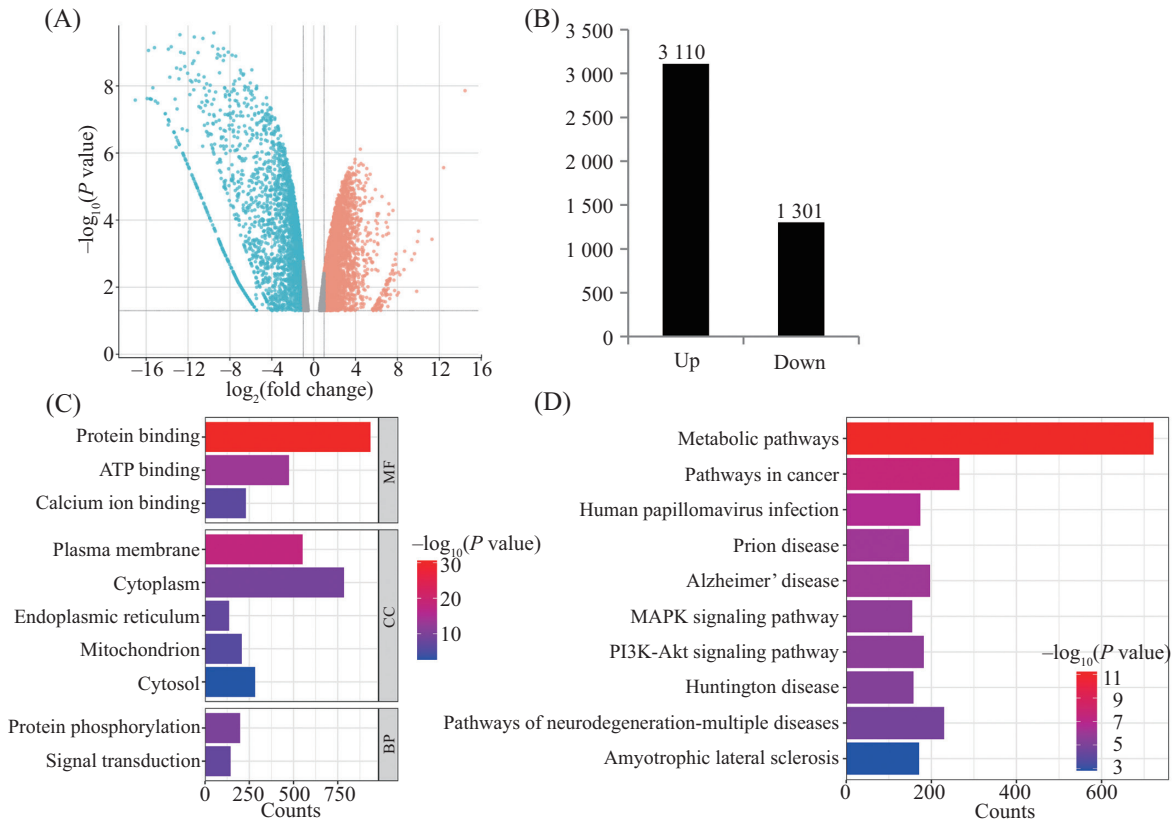 (A)
−log₁₀(P value)
8
6
4
2
0
−16 −12 −8 −4 0 4 8 12 16
log₂(fold change)
(B)
3 500
3 000
2 500
2 000
1 500
1 000
500
0
3 110
1 301
Up Down
(C)
Protein binding
ATP binding
Calcium ion binding
MF
Plasma membrane
Cytoplasm
Endoplasmic reticulum
Mitochondrion
Cytosol
CC
Protein phosphorylation
Signal transduction
BP
0 250 500 750
Counts
−log₁₀(P value)
30
20
10
(D)
Metabolic pathways
Pathways in cancer
Human papillomavirus infection
Prion disease
Alzheimer’ disease
MAPK signaling pathway
PI3K-Akt signaling pathway
Huntington disease
Pathways of neurodegeneration-multiple diseases
Amyotrophic lateral sclerosis
0 200 400 600
Counts
−log₁₀(P value)
11
9
7
5
3